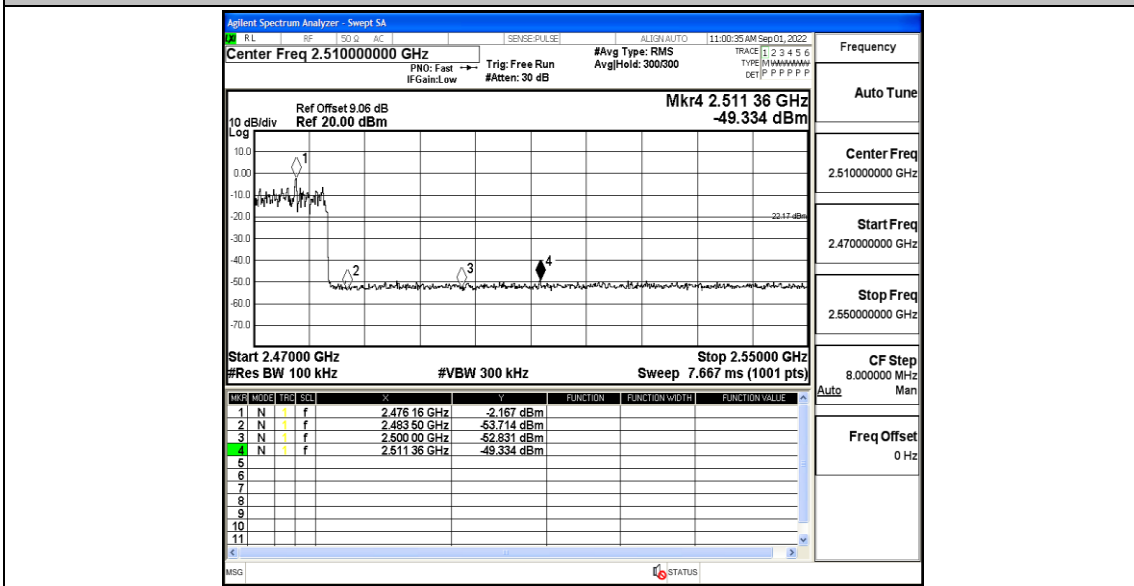 Agilent Spectrum Analyzer - Swept SA
RL RF 50 Ω AC SENSE:PULSE ALIGN AUTO 11:00:35 AM Sep 01, 2022
Center Freq 2.510000000 GHz
PNO: Fast
IFGain:Low
Trig: Free Run
#Atten: 30 dB
#Avg Type: RMS
Avg|Hold: 300/300
TRACE 1 2 3 4 5 6
TYPE M WWWWW
DET P P P P P P
Ref Offset 9.06 dB
Ref 20.00 dBm
10 dB/div
Log
Mkr4 2.511 36 GHz
-49.334 dBm
10.0
0.00
-10.0
-20.0
-30.0
-40.0
-50.0
-60.0
-70.0
1
2
3
4
Start 2.47000 GHz
Stop 2.55000 GHz
#Res BW 100 kHz
#VBW 300 kHz
Sweep 7.667 ms (1001 pts)
MKR MODE TRC SCL X Y FUNCTION FUNCTION WIDTH FUNCTION VALUE
1 N 1 f 2.476 16 GHz -2.167 dBm
2 N 1 f 2.483 50 GHz -53.714 dBm
3 N 1 f 2.500 00 GHz -52.831 dBm
4 N 1 f 2.511 36 GHz -49.334 dBm
5
6
7
8
9
10
11
MSG
STATUS
Frequency
Auto Tune
Center Freq
2.510000000 GHz
Start Freq
2.470000000 GHz
Stop Freq
2.550000000 GHz
CF Step
8.000000 MHz
Auto Man
Freq Offset
0 Hz